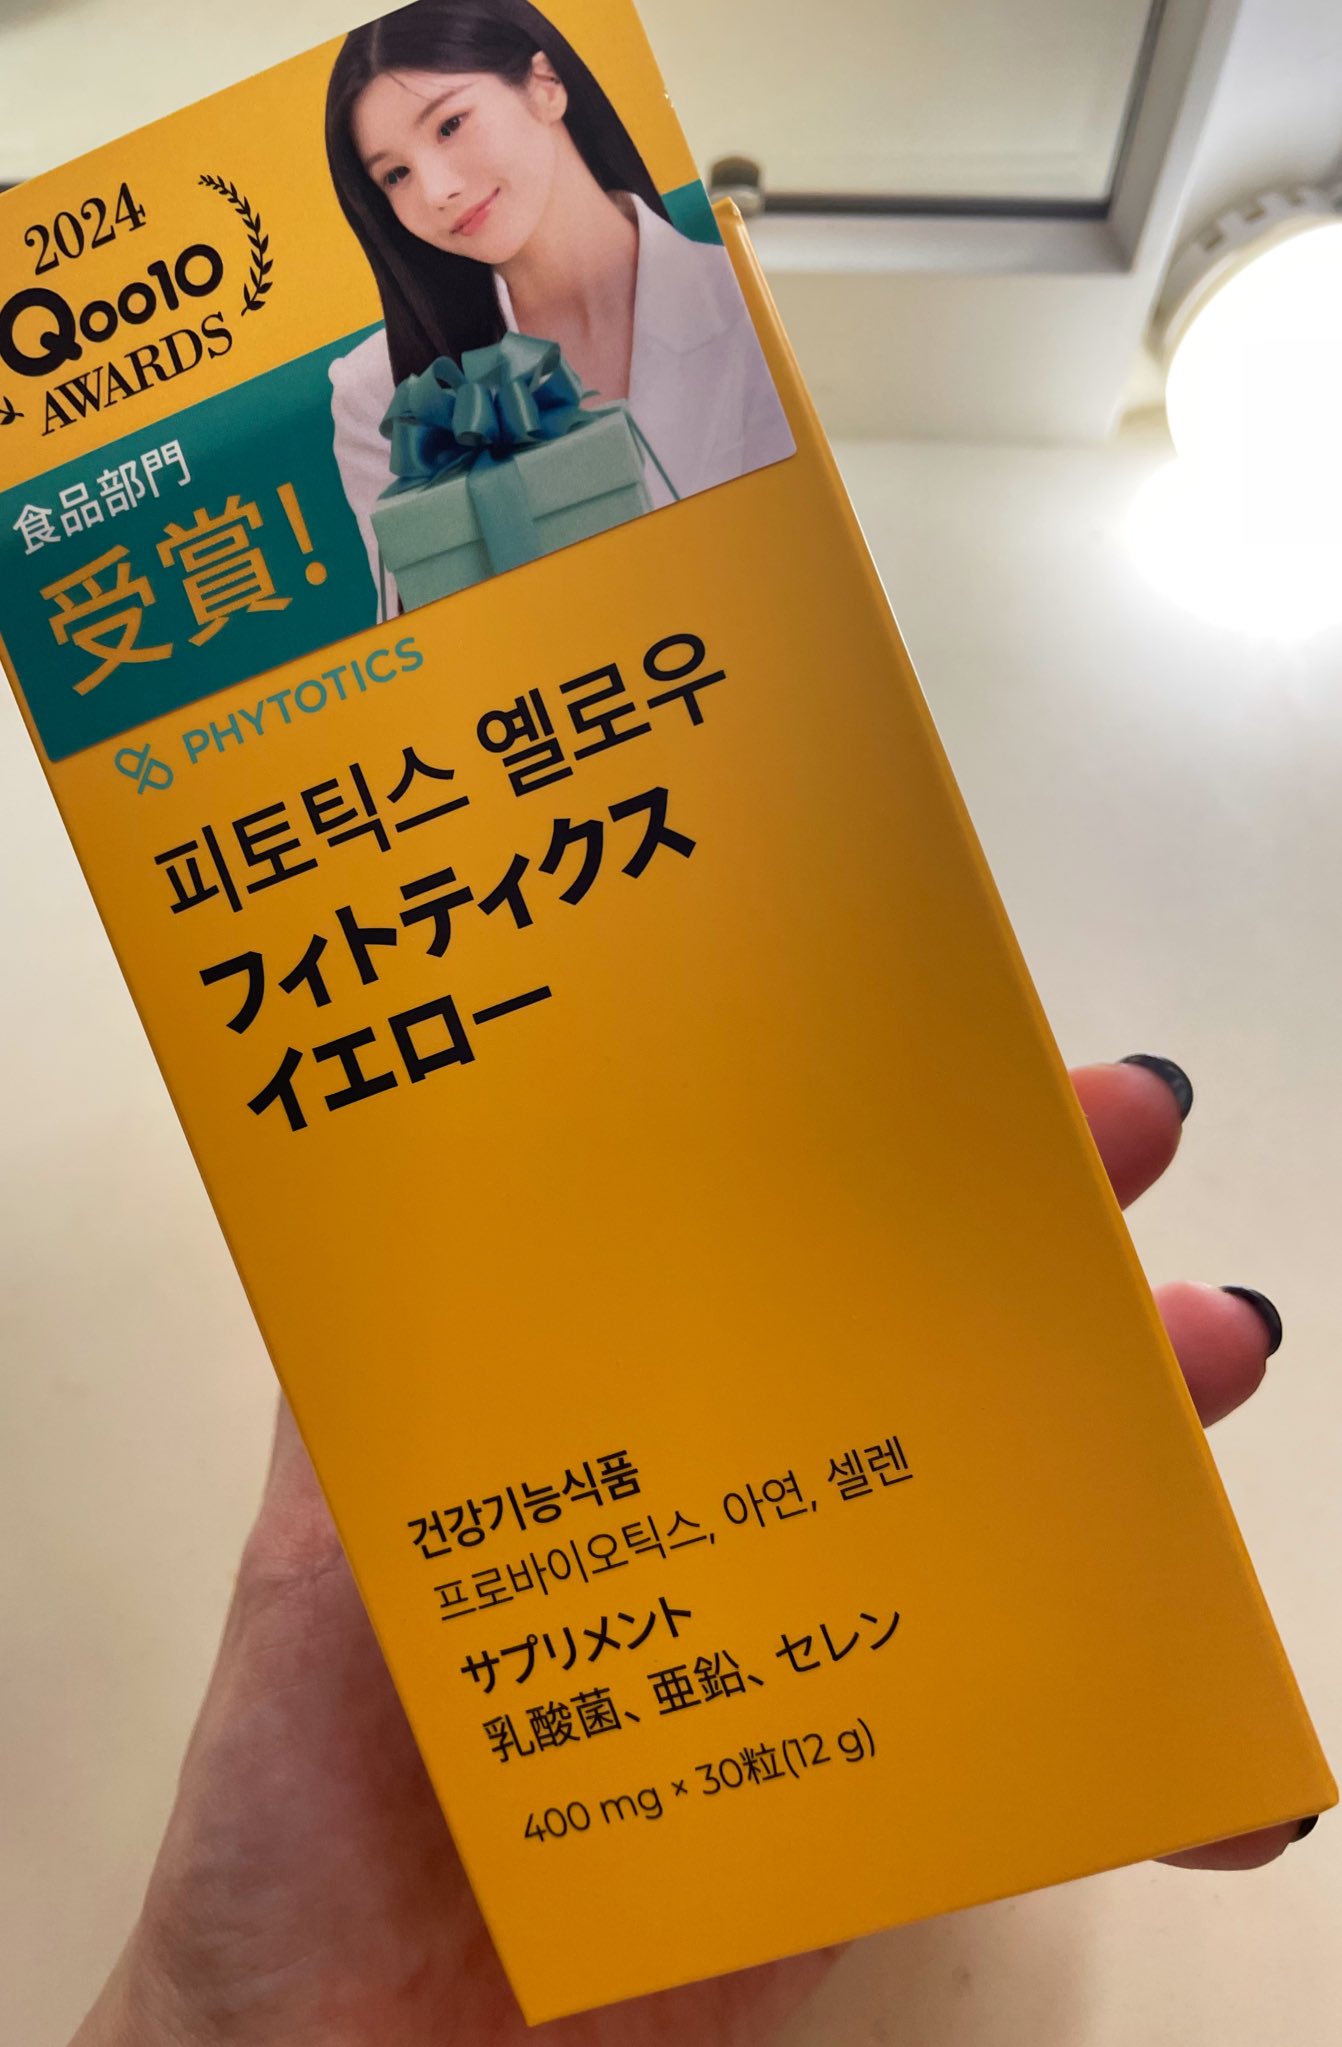 2024
Qoo10
AWARDS
食品部門
受賞!
PHYTOTICS
피토틱스 옐로우
フィトティクス
イエロー
건강기능식품
프로바이오틱스, 아연, 셀렌
サプリメント
乳酸菌、亜鉛、セレン
400 mg × 30粒(12 g)